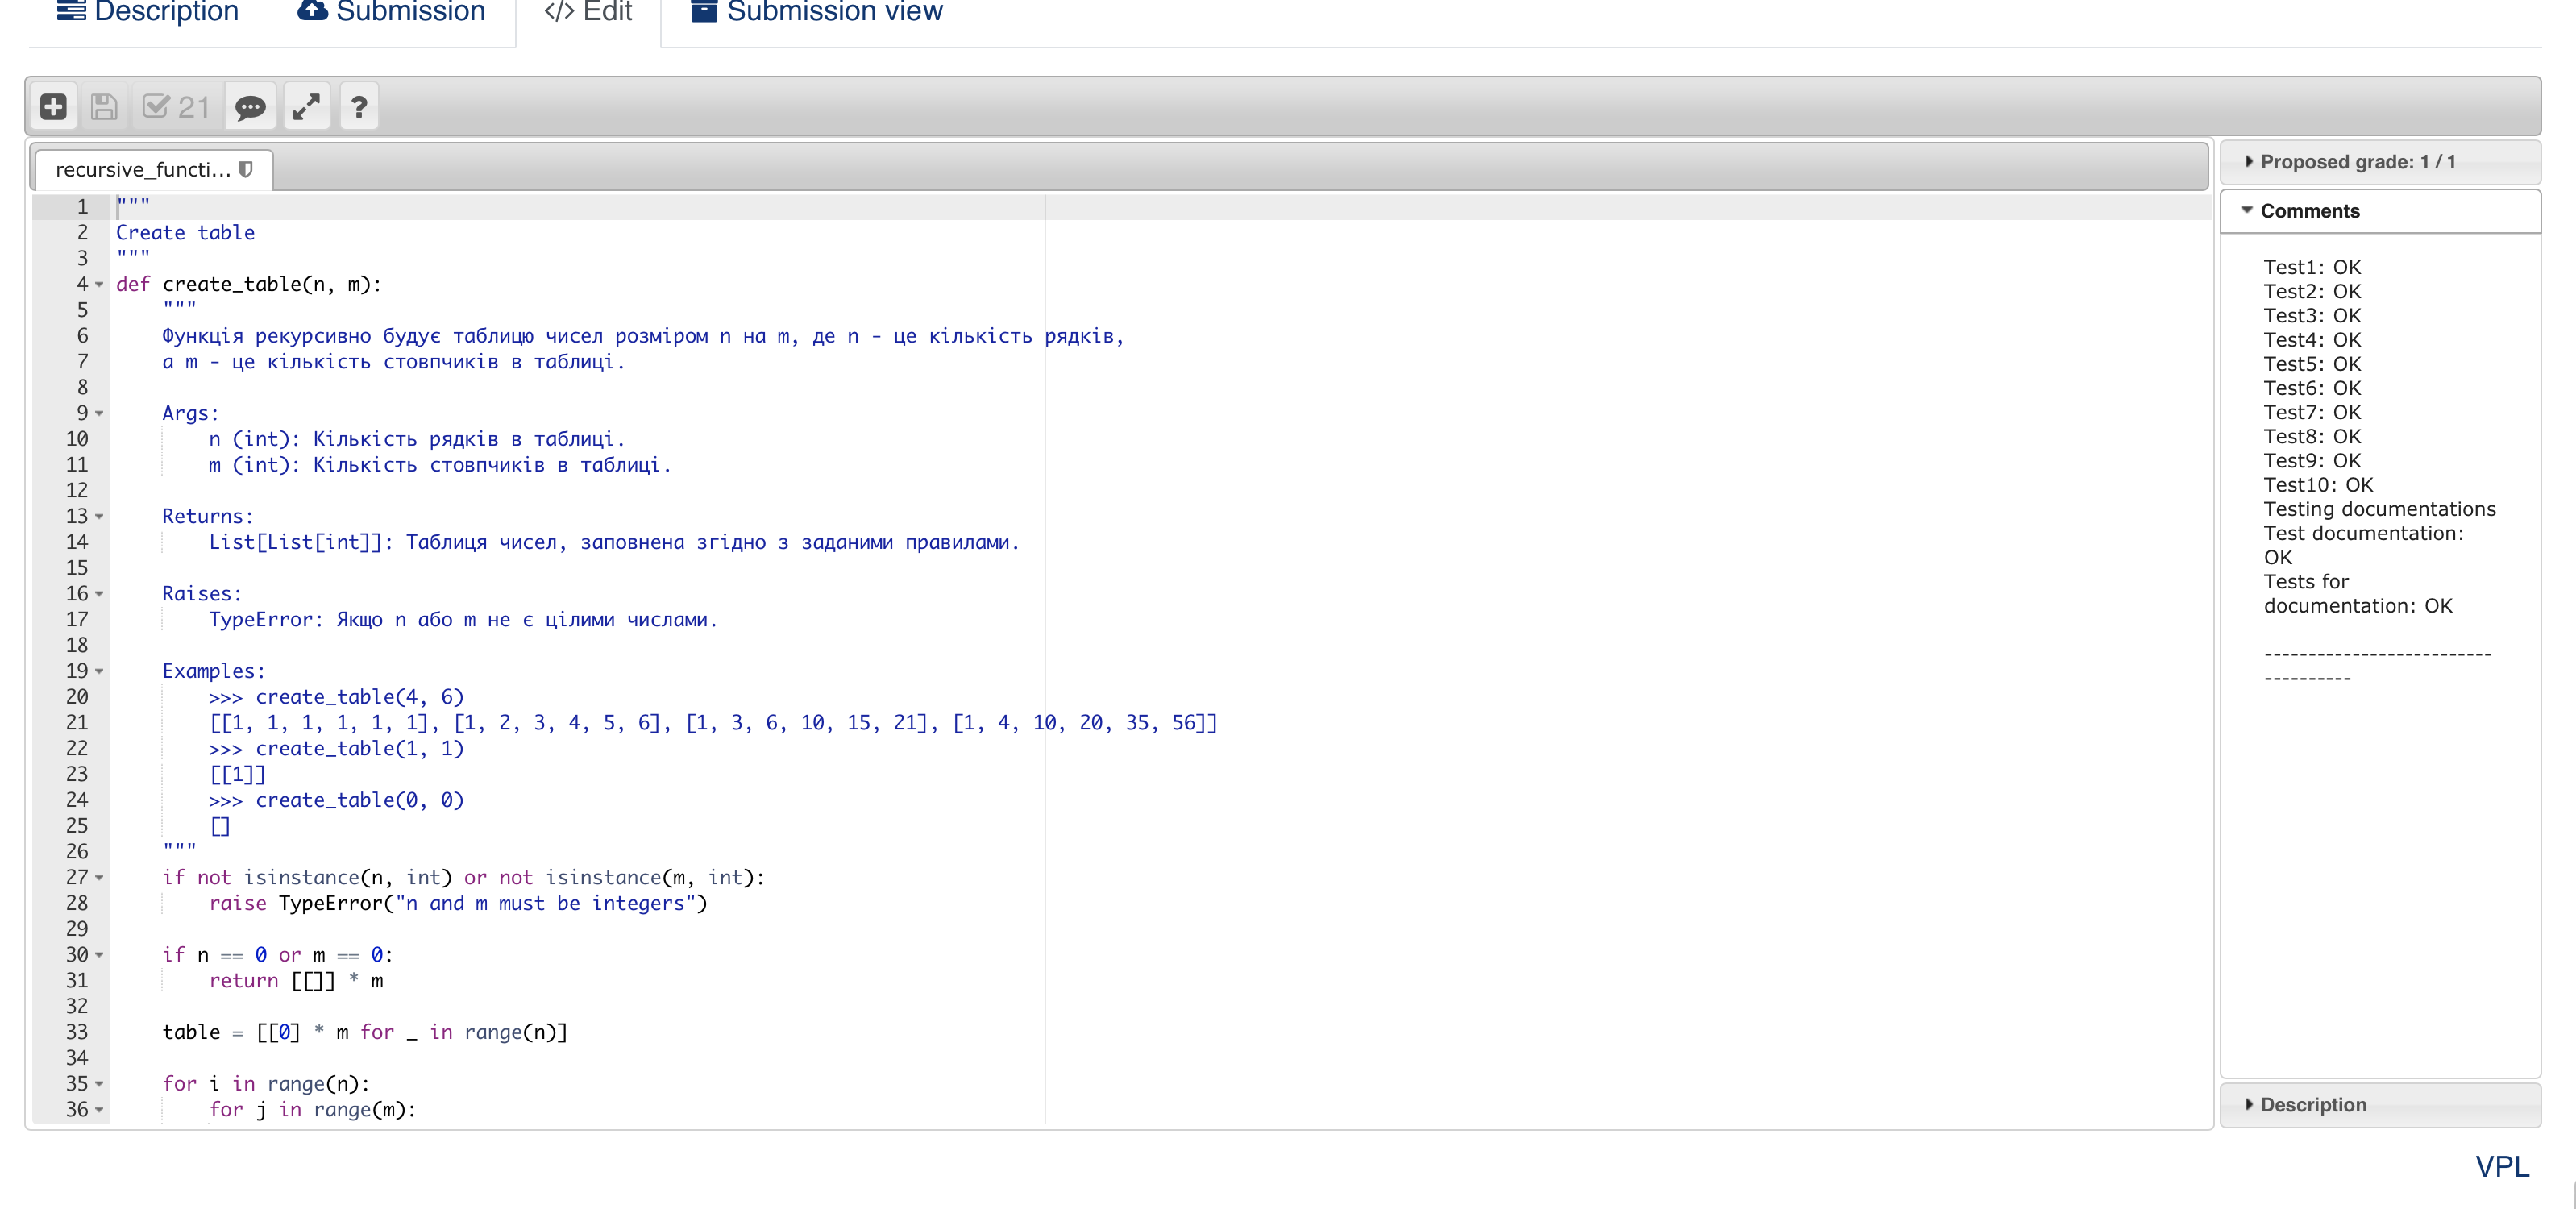 Description Submission </> Edit Submission view
21 ?
recursive_functi...
Proposed grade: 1 / 1
1 """
2 Create table
3 """
4 def create_table(n, m):
5 """
6 Функція рекурсивно будує таблицю чисел розміром n на m, де n - це кількість рядків,
7 а m - це кількість стовпчиків в таблиці.
8
9 Args:
10 n (int): Кількість рядків в таблиці.
11 m (int): Кількість стовпчиків в таблиці.
12
13 Returns:
14 List[List[int]]: Таблиця чисел, заповнена згідно з заданими правилами.
15
16 Raises:
17 TypeError: Якщо n або m не є цілими числами.
18
19 Examples:
20 >>> create_table(4, 6)
21 [[1, 1, 1, 1, 1, 1], [1, 2, 3, 4, 5, 6], [1, 3, 6, 10, 15, 21], [1, 4, 10, 20, 35, 56]]
22 >>> create_table(1, 1)
23 [[1]]
24 >>> create_table(0, 0)
25 []
26 """
27 if not isinstance(n, int) or not isinstance(m, int):
28 raise TypeError("n and m must be integers")
29
30 if n == 0 or m == 0:
31 return [[]] * m
32
33 table = [[0] * m for _ in range(n)]
34
35 for i in range(n):
36 for j in range(m):
Comments
Test1: OK
Test2: OK
Test3: OK
Test4: OK
Test5: OK
Test6: OK
Test7: OK
Test8: OK
Test9: OK
Test10: OK
Testing documentations
Test documentation:
OK
Tests for
documentation: OK
--------------------------
----------
Description
VPL